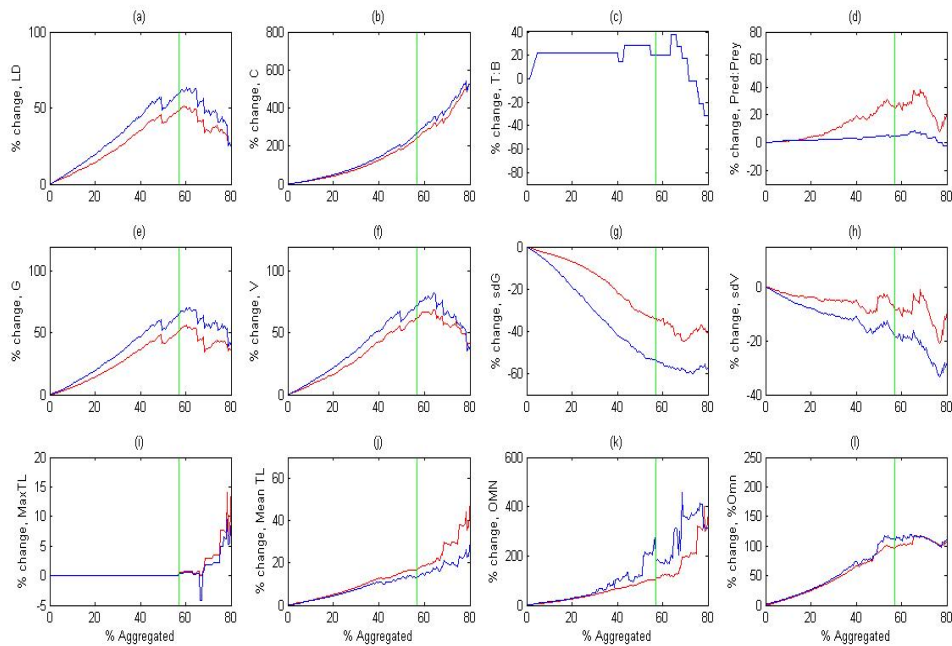 (a) (b) (c) (d)
% change, LD
100
50
0
0 20 40 60 80
% change, C
800
600
400
200
0
0 20 40 60 80
% change, T:B
40
20
0
-20
-40
-60
-80
0 20 40 60 80
% change, Pred:Prey
80
60
40
20
0
-20
0 20 40 60 80
(e) (f) (g) (h)
% change, G
100
50
0
0 20 40 60 80
% change, V
100
50
0
0 20 40 60 80
% change, sdG
0
-20
-40
-60
0 20 40 60 80
% change, sdV
0
-20
-40
0 20 40 60 80
(i) (j) (k) (l)
% change, MaxTL
20
15
10
5
0
-5
0 20 40 60 80
% Aggregated
% change, Mean TL
60
40
20
0
0 20 40 60 80
% Aggregated
% change, OMN
600
400
200
0
0 20 40 60 80
% Aggregated
% change, %Omn
250
200
150
100
50
0
0 20 40 60 80
% Aggregated